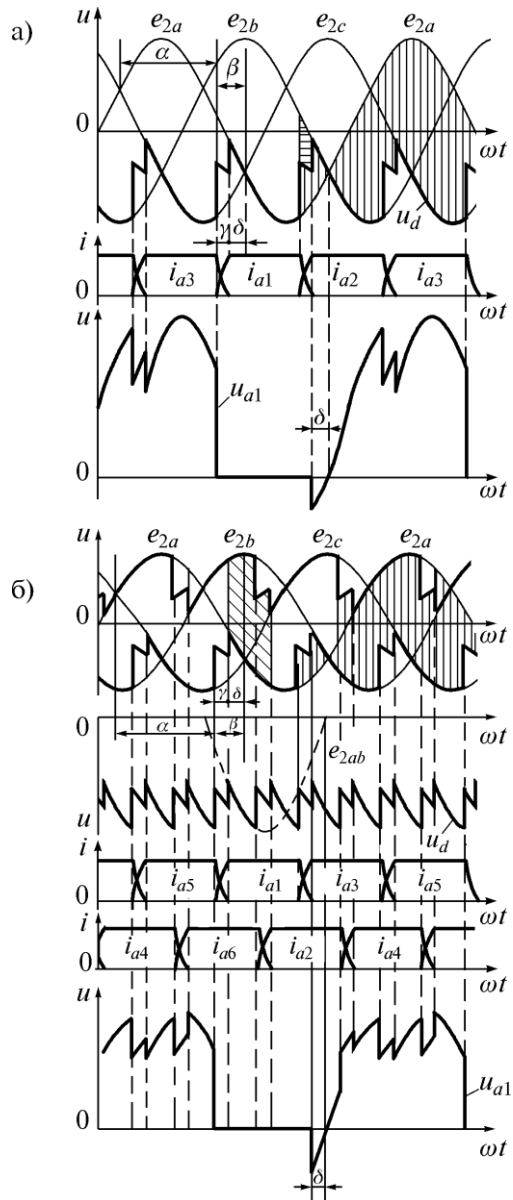 а)
u e2a e2b e2c e2a
α β
0 ωt
γ δ ud
i
ia3 ia1 ia2 ia3
0 ωt
u
ua1
δ
0 ωt
б)
u e2a e2b e2c e2a
0 ωt
γ δ
0 α β ωt
e2ab
u ud
i
ia5 ia1 ia3 ia5
0 ωt
i
ia4 ia6 ia2 ia4
0 ωt
u
ua1
0 ωt
δ